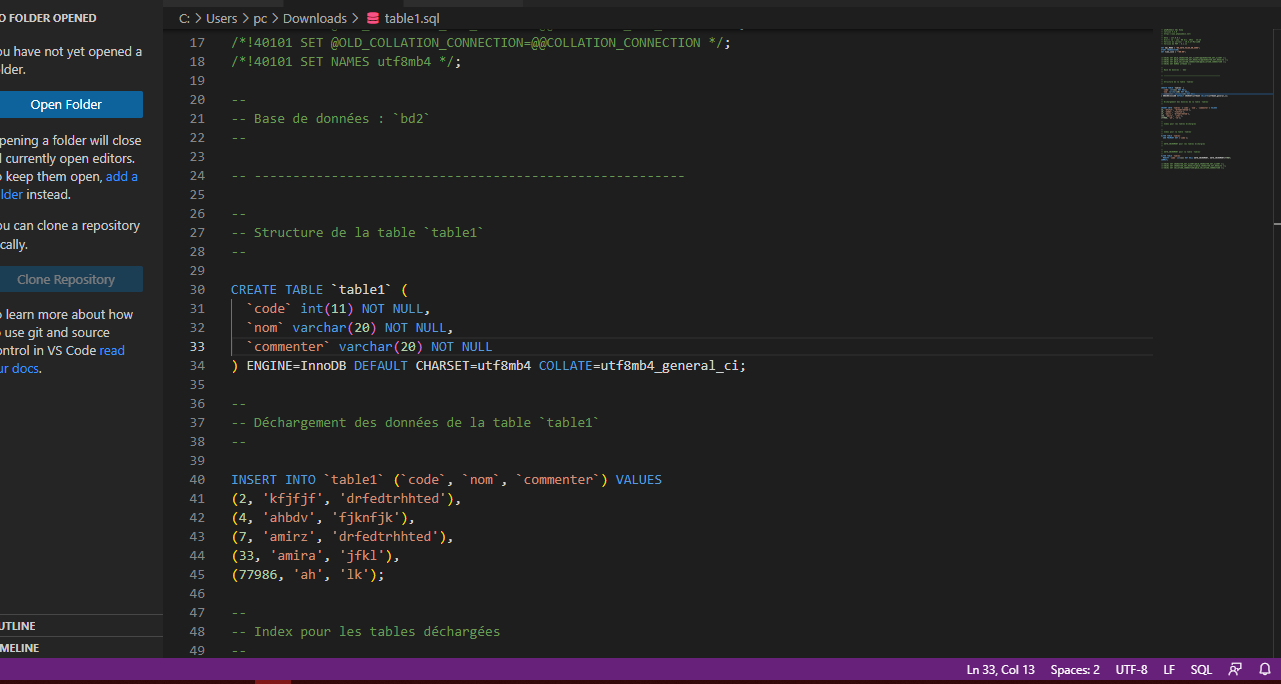 O FOLDER OPENED
ou have not yet opened a
lder.
Open Folder
pening a folder will close
l currently open editors.
o keep them open, add a
lder instead.
ou can clone a repository
cally.
Clone Repository
o learn more about how
o use git and source
ontrol in VS Code read
ur docs.
UTLINE
MELINE
C: > Users > pc > Downloads > table1.sql
17 /*!40101 SET @OLD_COLLATION_CONNECTION=@@COLLATION_CONNECTION */;
18 /*!40101 SET NAMES utf8mb4 */;
19
20 --
21 -- Base de données : `bd2`
22 --
23
24 -- --------------------------------------------------------
25
26 --
27 -- Structure de la table `table1`
28 --
29
30 CREATE TABLE `table1` (
31 `code` int(11) NOT NULL,
32 `nom` varchar(20) NOT NULL,
33 `commenter` varchar(20) NOT NULL
34 ) ENGINE=InnoDB DEFAULT CHARSET=utf8mb4 COLLATE=utf8mb4_general_ci;
35
36 --
37 -- Déchargement des données de la table `table1`
38 --
39
40 INSERT INTO `table1` (`code`, `nom`, `commenter`) VALUES
41 (2, 'kfjfjf', 'drfedtrhhted'),
42 (4, 'ahbdv', 'fjknfjk'),
43 (7, 'amirz', 'drfedtrhhted'),
44 (33, 'amira', 'jfkl'),
45 (77986, 'ah', 'lk');
46
47 --
48 -- Index pour les tables déchargées
49 --
Ln 33, Col 13 Spaces: 2 UTF-8 LF SQL